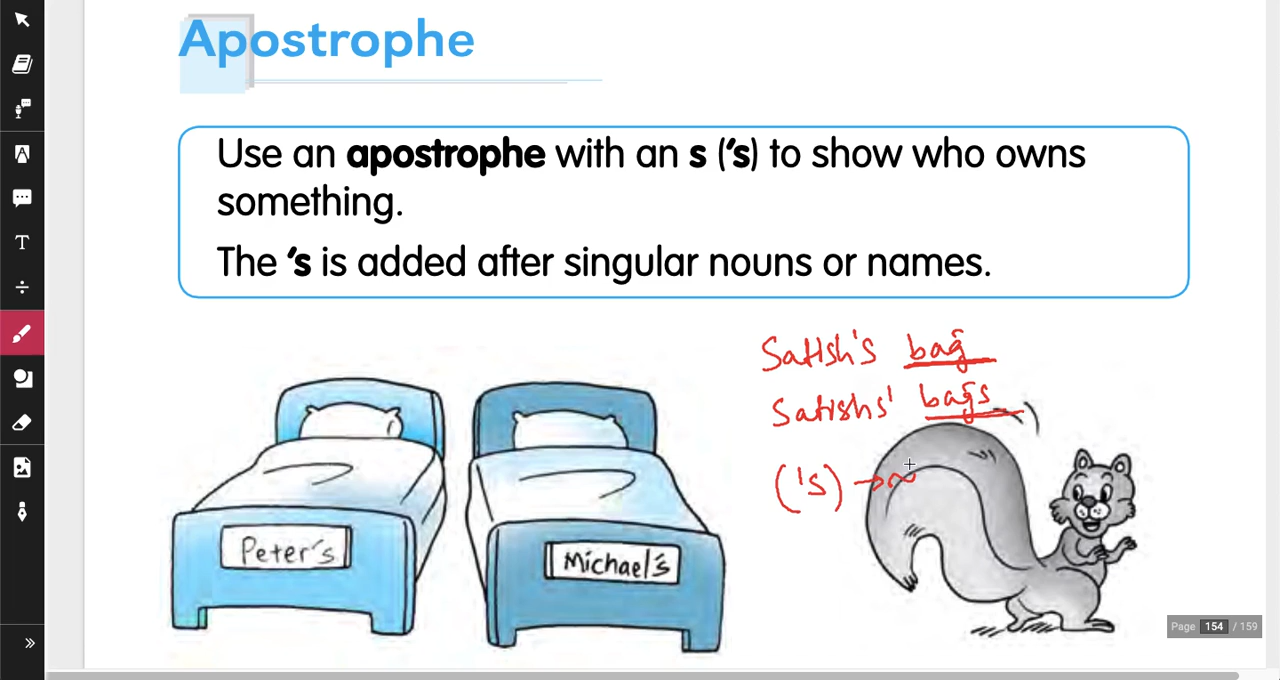 Apostrophe
Use an apostrophe with an s ('s) to show who owns
something.
The 's is added after singular nouns or names.
Satish's bag
Satishs' bags
('s) →
Peter's
Michael's
Page 154 / 159